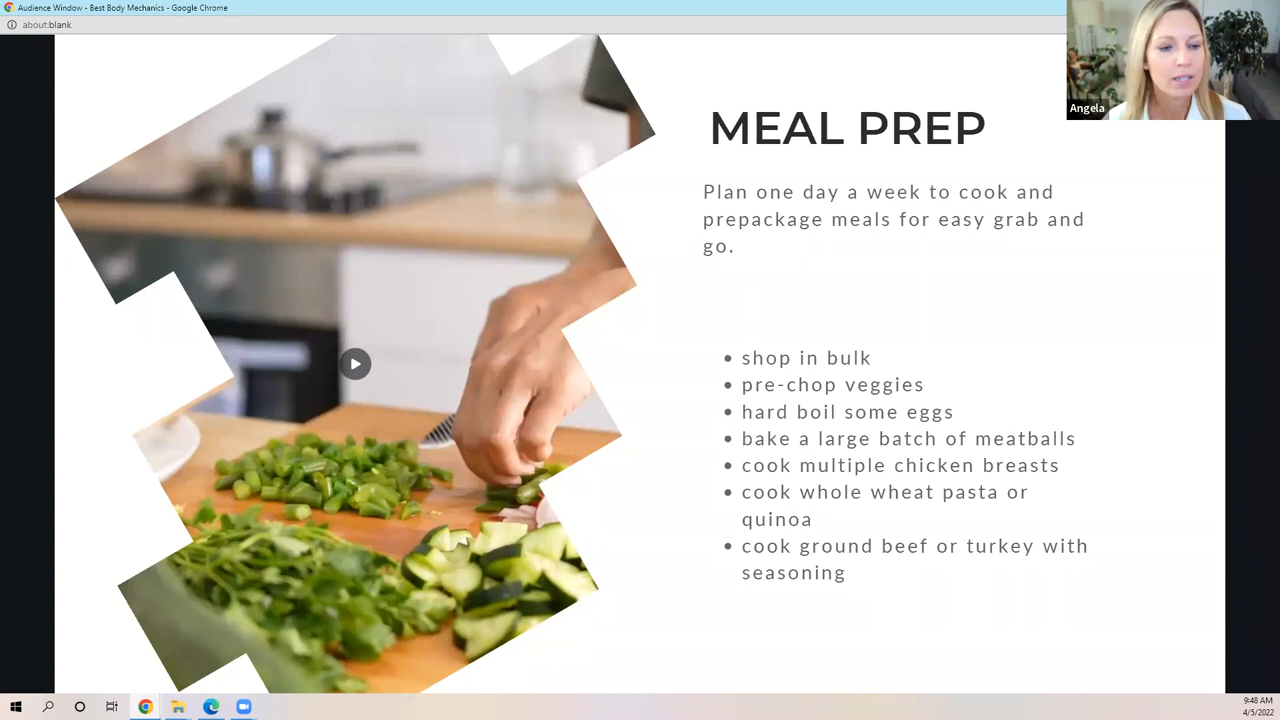 Audience Window - Best Body Mechanics - Google Chrome
about:blank
Angela
MEAL PREP
Plan one day a week to cook and
prepackage meals for easy grab and
go.
• shop in bulk
• pre-chop veggies
• hard boil some eggs
• bake a large batch of meatballs
• cook multiple chicken breasts
• cook whole wheat pasta or
quinoa
• cook ground beef or turkey with
seasoning
9:48 AM
4/5/2022